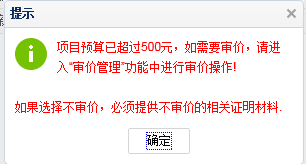 提示
项目预算已超过500元，如需要审价，请进
入“审价管理”功能中进行审价操作!
如果选择不审价，必须提供不审价的相关证明材料.
确定